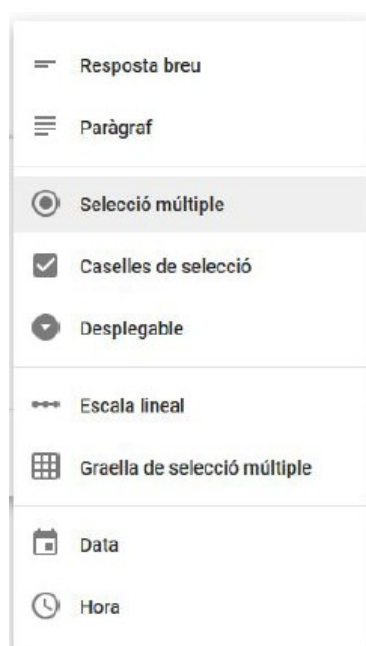 Resposta breu
Paràgraf
Selecció múltiple
Caselles de selecció
Desplegable
Escala lineal
Graella de selecció múltiple
Data
Hora